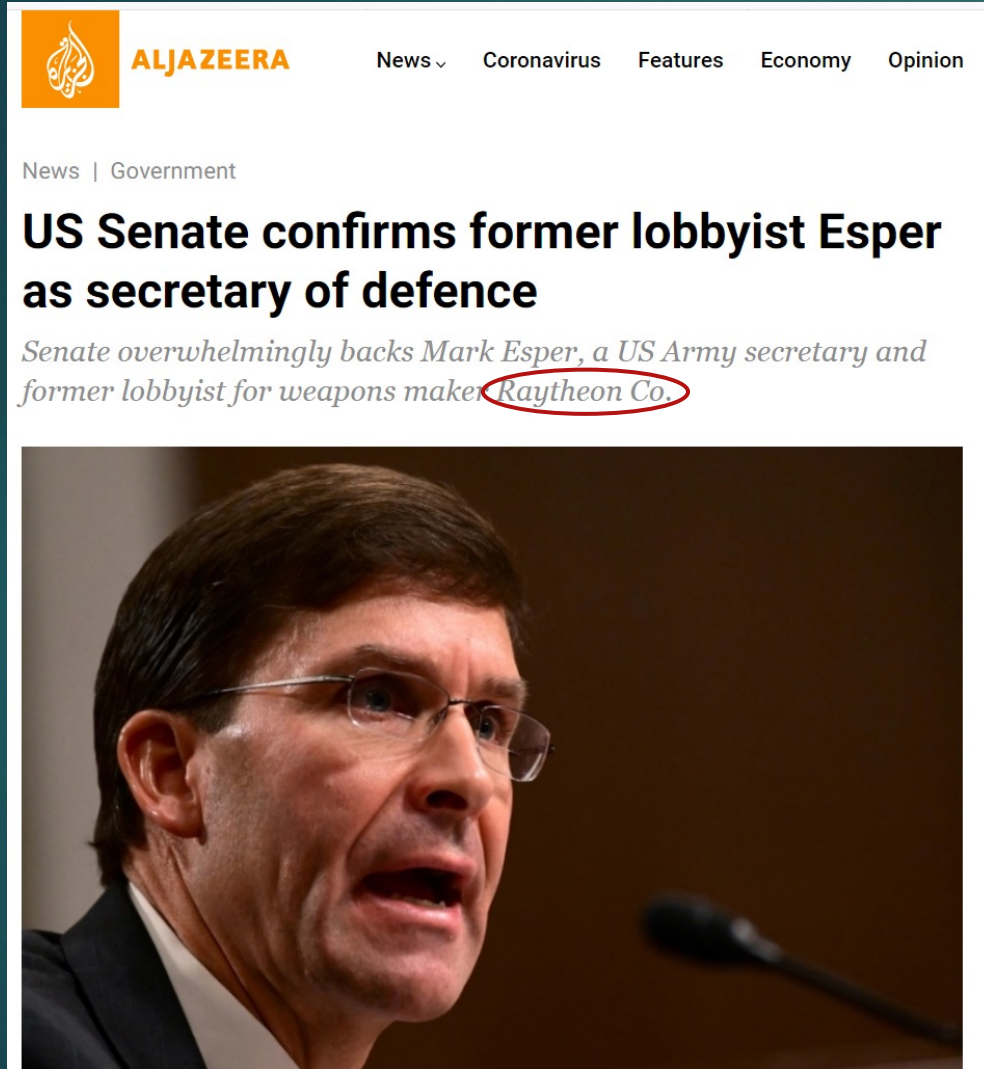 ALJAZEERA
News Coronavirus Features Economy Opinion
News | Government
US Senate confirms former lobbyist Esper
as secretary of defence
Senate overwhelmingly backs Mark Esper, a US Army secretary and
former lobbyist for weapons maker Raytheon Co.